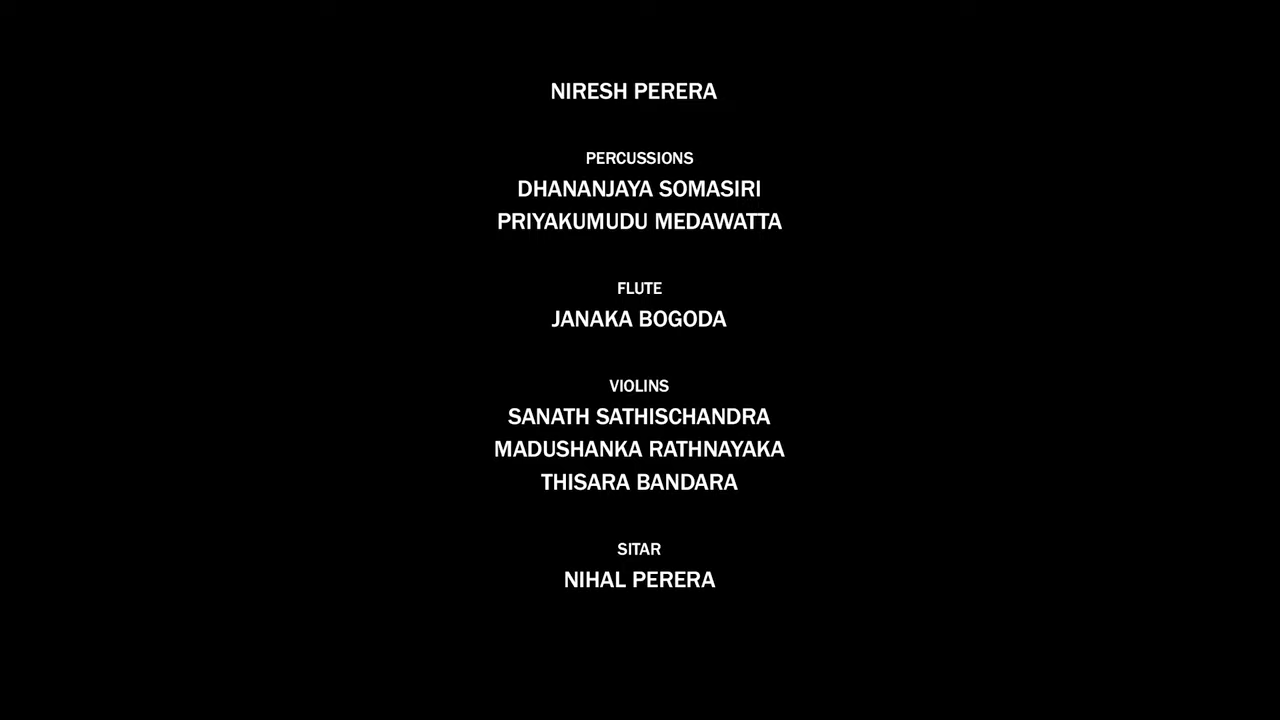 NIRESH PERERA
PERCUSSIONS
DHANANJAYA SOMASIRI
PRIYAKUMUDU MEDAWATTA
FLUTE
JANAKA BOGODA
VIOLINS
SANATH SATHISCHANDRA
MADUSHANKA RATHNAYAKA
THISARA BANDARA
SITAR
NIHAL PERERA